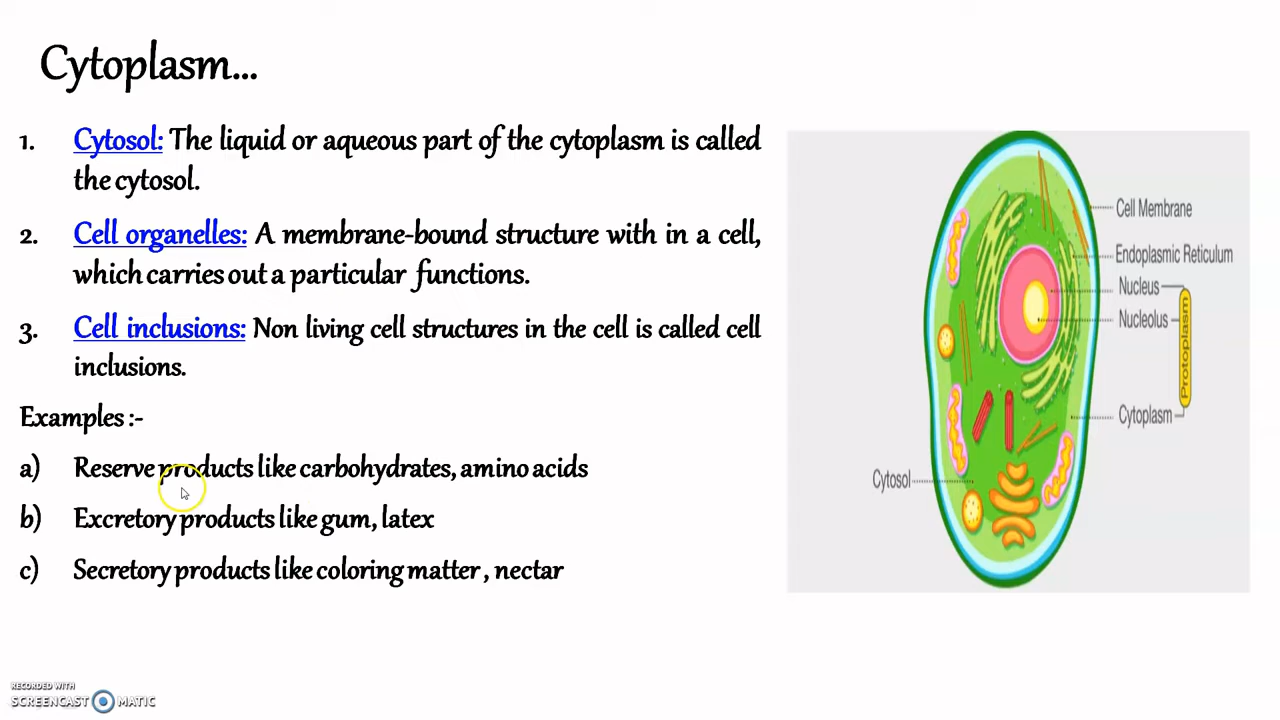 Cytoplasm...
1. Cytosol: The liquid or aqueous part of the cytoplasm is called
the cytosol.
2. Cell organelles: A membrane-bound structure with in a cell,
which carries out a particular functions.
3. Cell inclusions: Non living cell structures in the cell is called cell
inclusions.
Examples :-
a) Reserve products like carbohydrates, amino acids
b) Excretory products like gum, latex
c) Secretory products like coloring matter , nectar
Cell Membrane
Endoplasmic Reticulum
Nucleus
Nucleolus
Protoplasm
Cytoplasm
Cytosol
RECORDED WITH
SCREENCAST MATIC